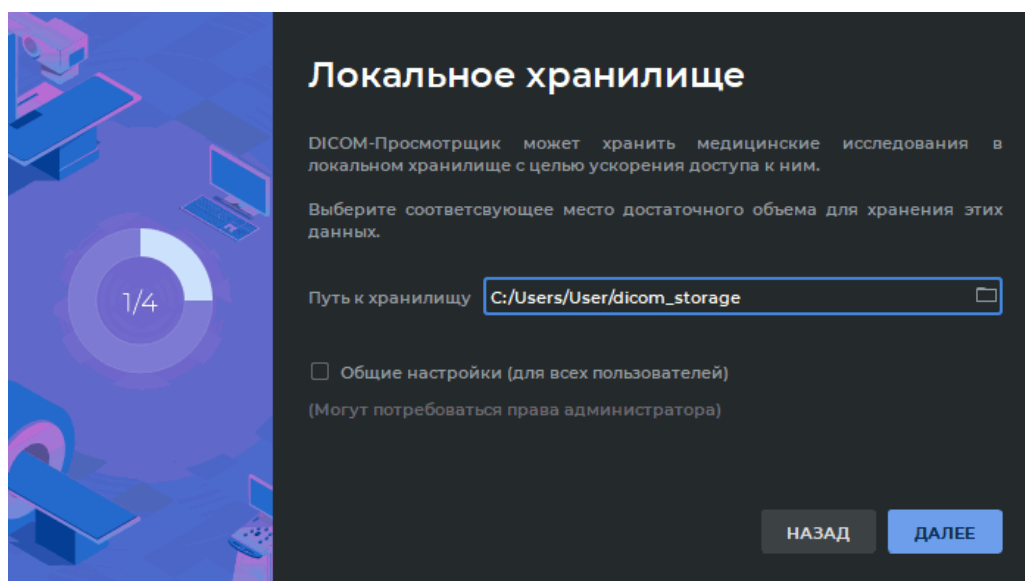 Локальное хранилище
DICOM-Просмотрщик может хранить медицинские исследования в
локальном хранилище с целью ускорения доступа к ним.
Выберите соответсвующее место достаточного объема для хранения этих
данных.
1/4
Путь к хранилищу C:/Users/User/dicom_storage
Общие настройки (для всех пользователей)
(Могут потребоваться права администратора)
НАЗАД ДАЛЕЕ